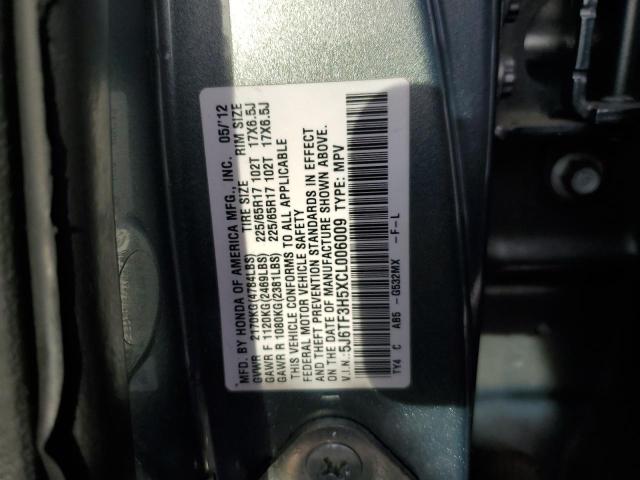 MFD. BY HONDA OF AMERICA MFG., INC. 05/'12
TIRE SIZE RIM SIZE
GVWR 2170KG(4784LBS)
GAWR F 1120KG(2469LBS) 225/65R17 102T 17X6.5J
GAWR R 1080KG(2381LBS) 225/65R17 102T 17X6.5J
THIS VEHICLE CONFORMS TO ALL APPLICABLE
FEDERAL MOTOR VEHICLE SAFETY
AND THEFT PREVENTION STANDARDS IN EFFECT
ON THE DATE OF MANUFACTURE SHOWN ABOVE.
V.I.N.: 5J6TF3H5XCL006009 TYPE: MPV
TY4 C AB5 -G532MX -F-L